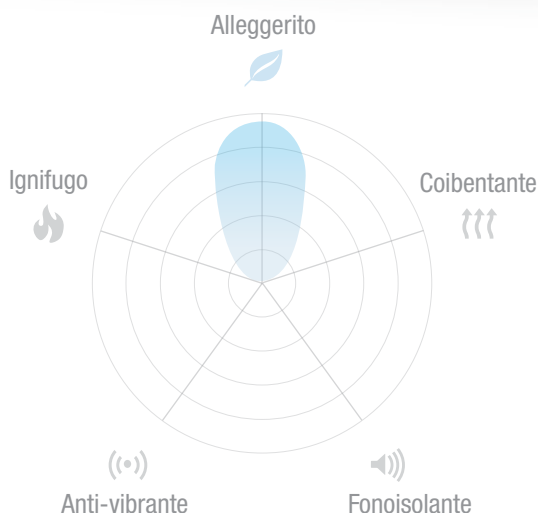 Alleggerito
Ignifugo
Coibentante
Anti-vibrante
Fonoisolante